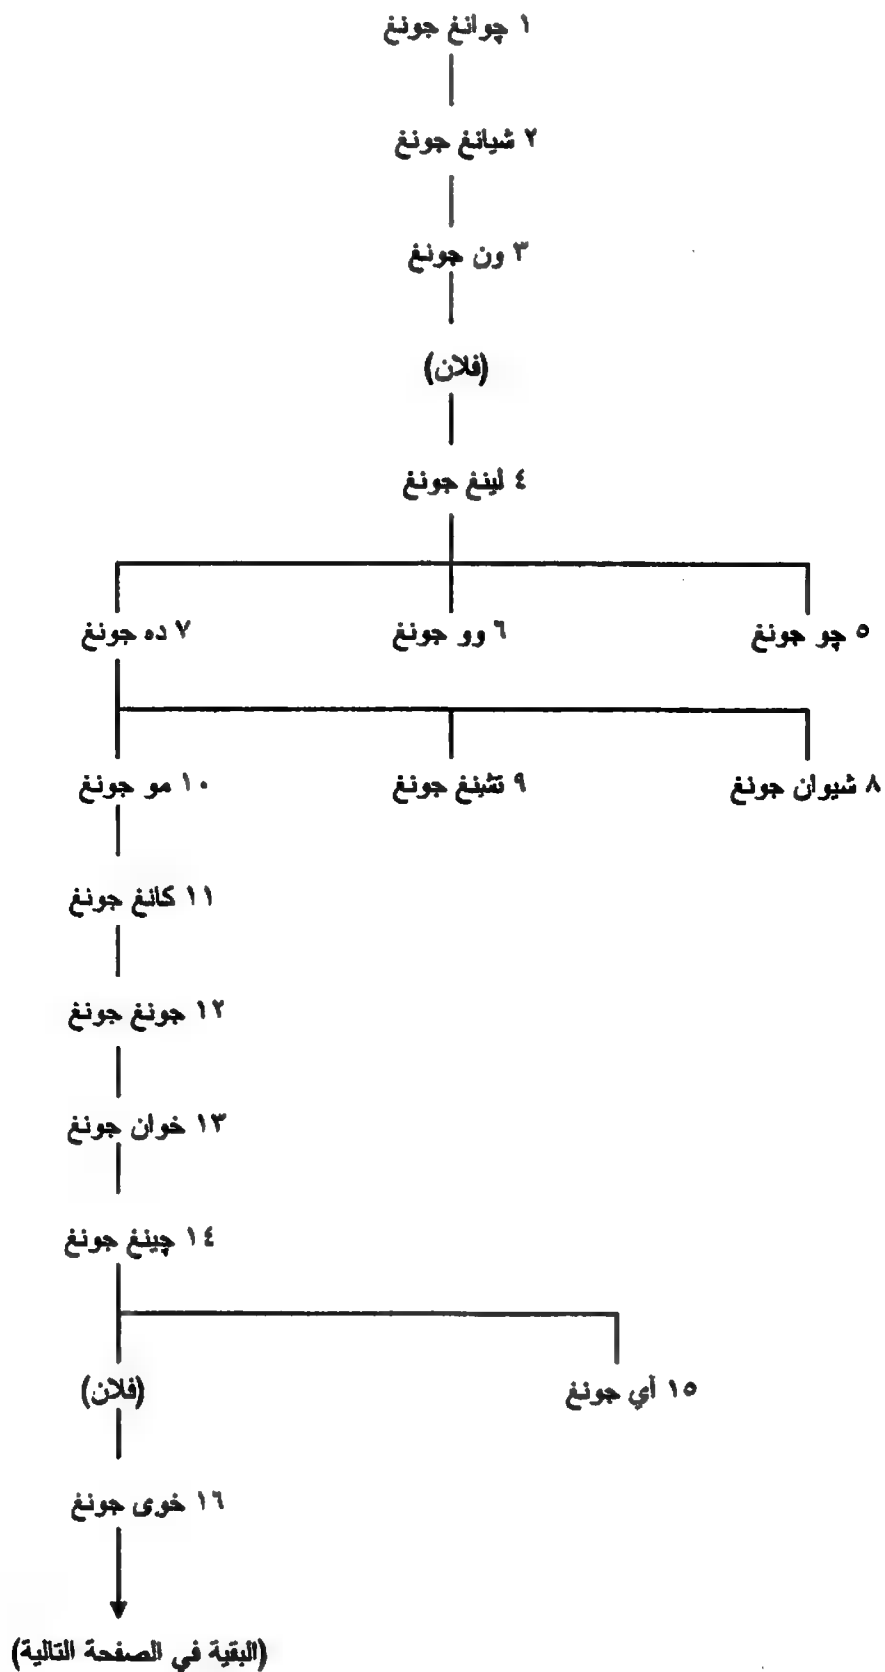 ١ چوانغ جونغ
٢ شيانغ جونغ
٣ ون جونغ
(فلان)
٤ لينغ جونغ
٥ چو جونغ
٦ وو جونغ
٧ ده جونغ
٨ شيوان جونغ
٩ تشينغ جونغ
١٠ مو جونغ
١١ كانغ جونغ
١٢ جونغ جونغ
١٣ خوان جونغ
١٤ چينغ جونغ
١٥ أي جونغ
(فلان)
١٦ خوى جونغ
(البقية في الصفحة التالية)